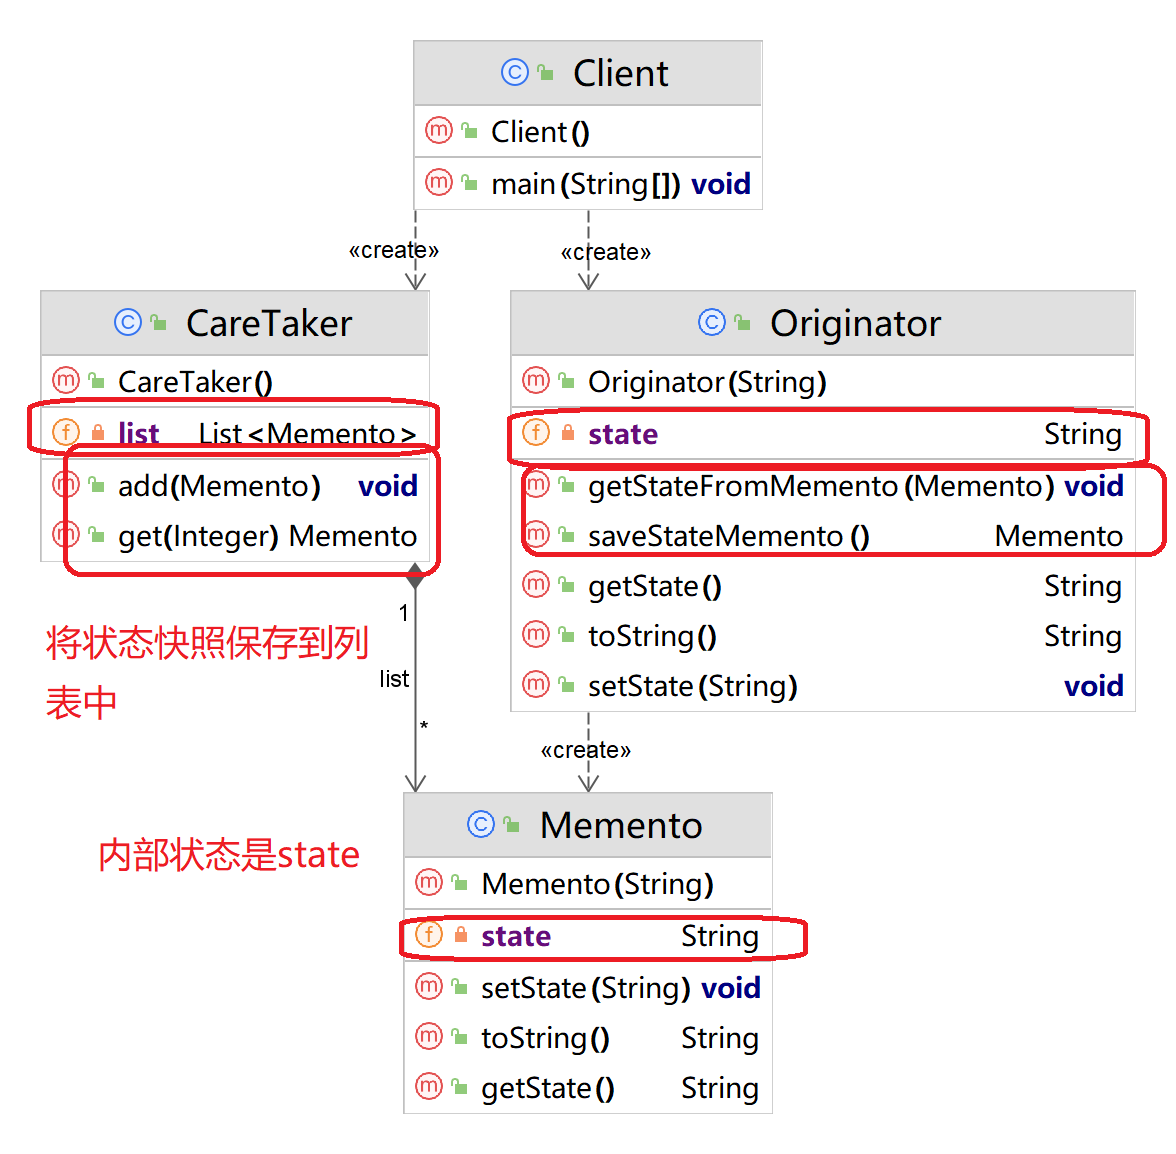 Client
Client()
main(String[]) void
«create»
«create»
CareTaker
CareTaker()
list List<Memento>
add(Memento) void
get(Integer) Memento
Originator
Originator(String)
state String
getStateFromMemento(Memento) void
saveStateMemento() Memento
getState() String
toString() String
setState(String) void
1
将状态快照保存到列
表中
list
*
«create»
内部状态是state
Memento
Memento(String)
state String
setState(String) void
toString() String
getState() String